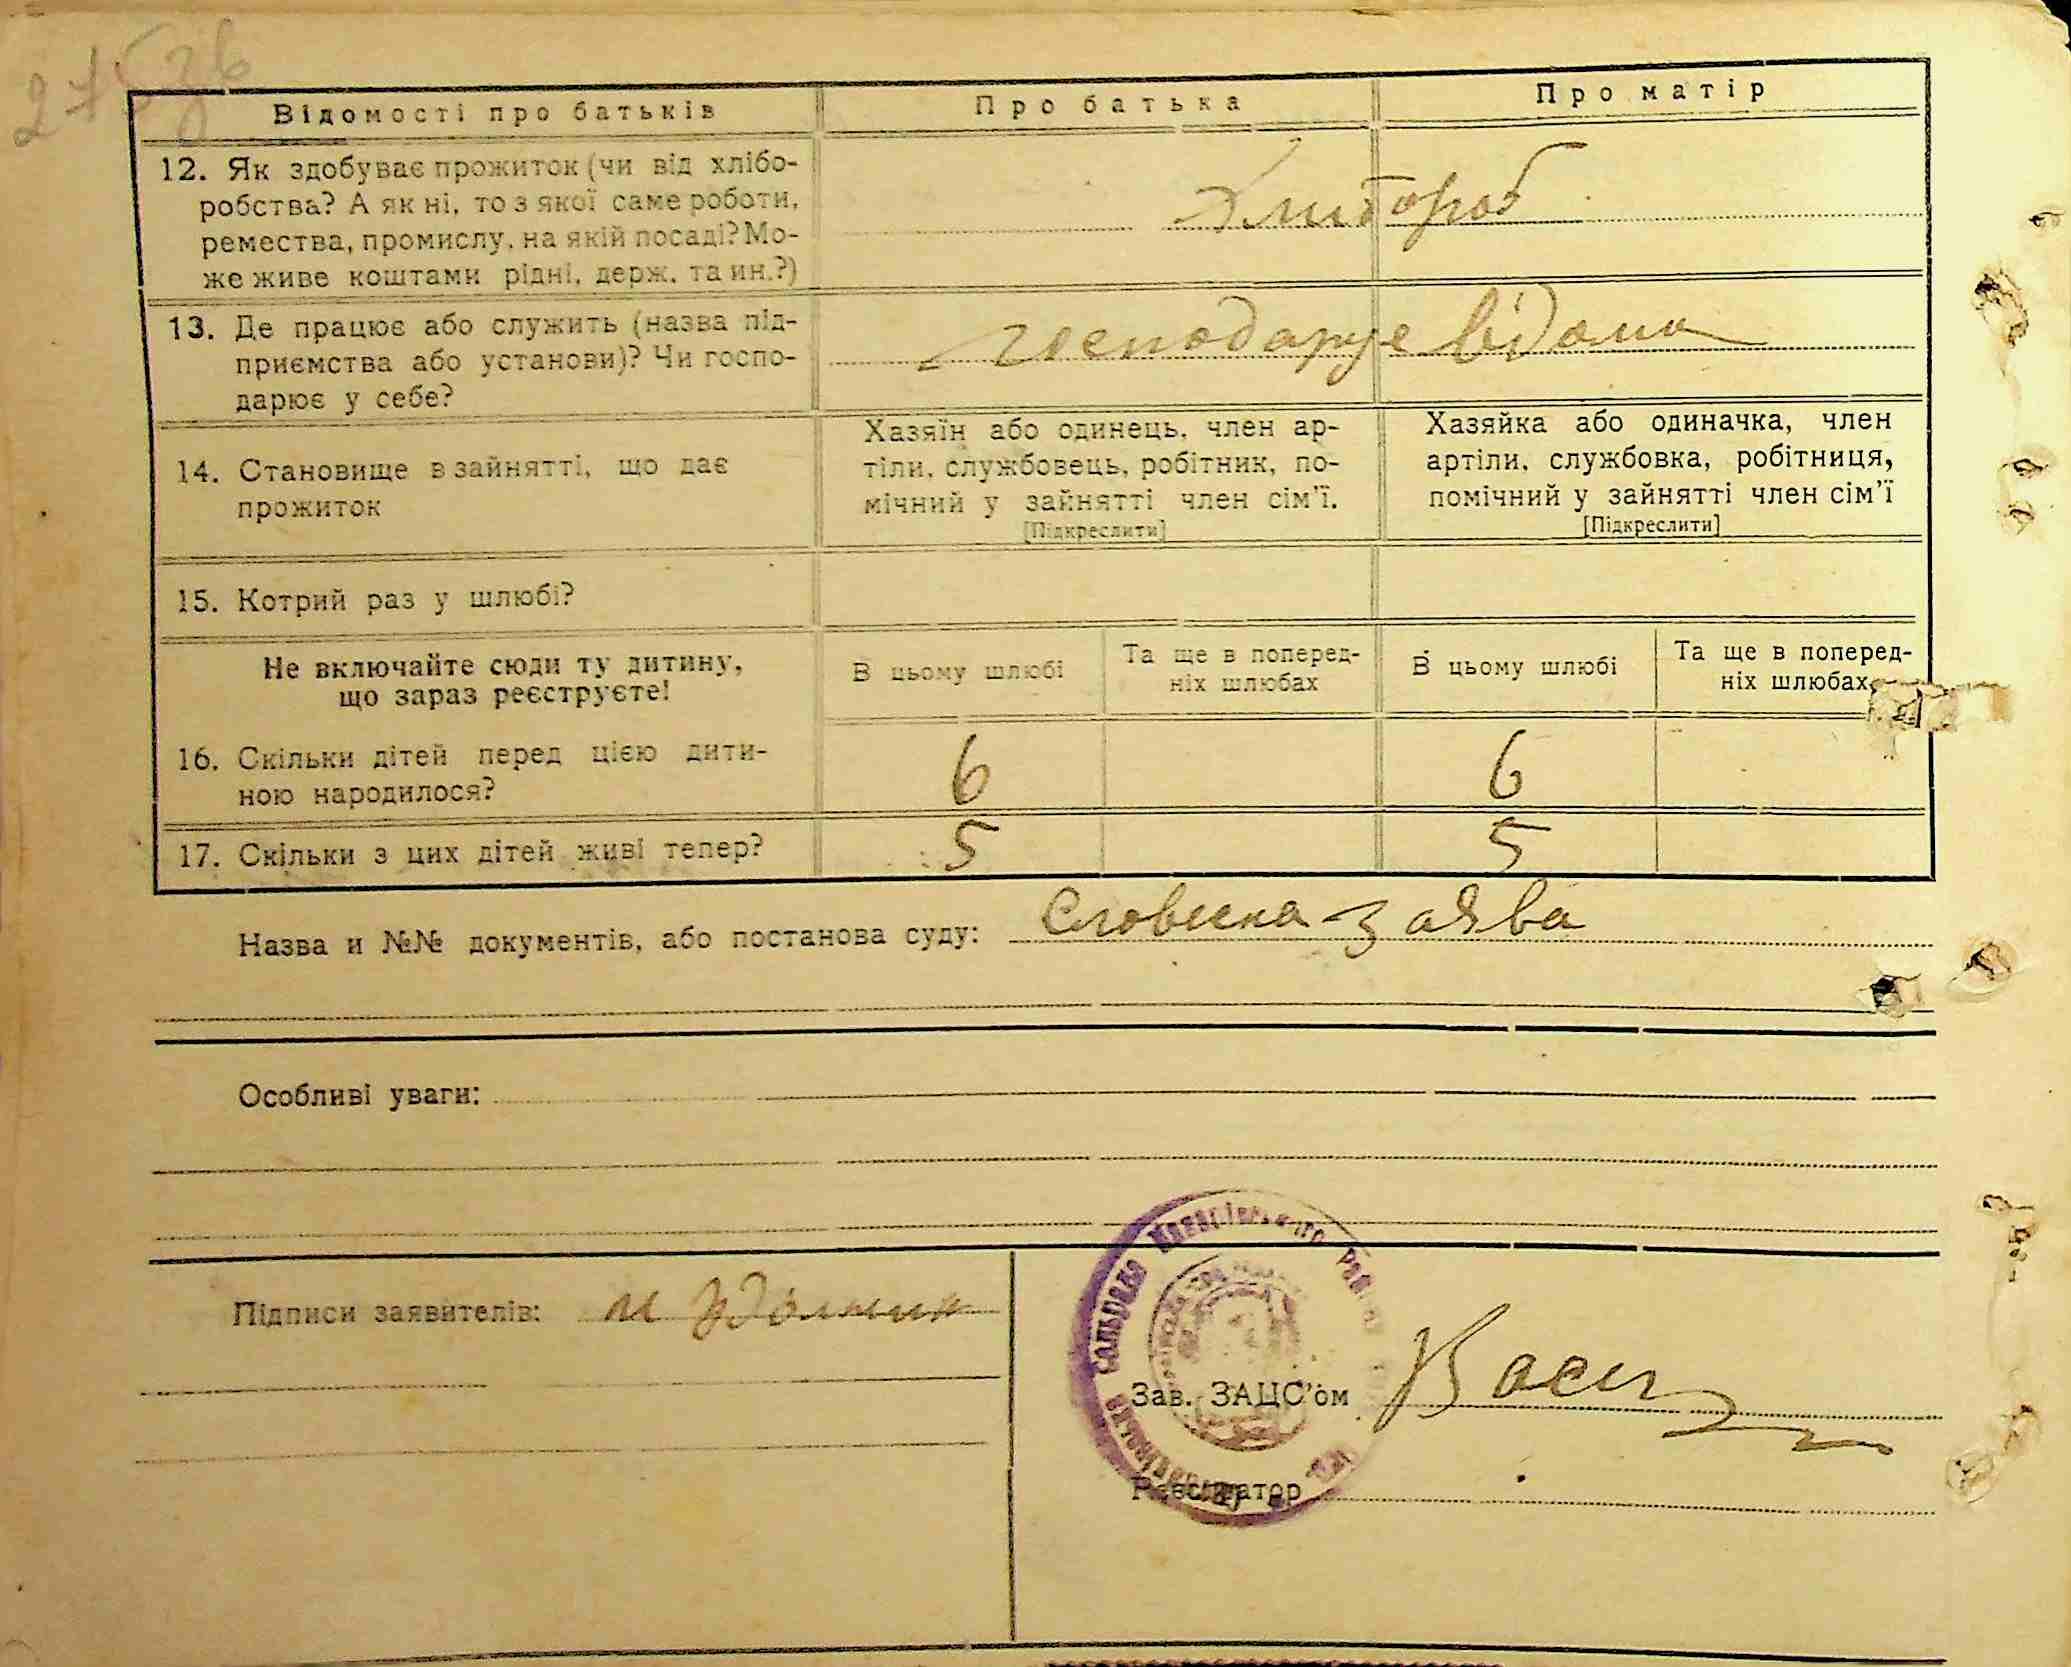 275зв
Відомості про батьків
Про батька
Про матір
12. Як здобуває прожиток (чи від хлібо-
робства? А як ні, то з якої саме роботи,
ремества, промислу, на якій посаді? Мо-
же живе коштами рідні, держ. та ин.?)
Хлибороб
13. Де працює або служить (назва під-
приємства або установи)? Чи госпо-
дарює у себе?
господарує вдома
14. Становище в зайнятті, що дає
прожиток
Хазяїн або одинець, член ар-
тіли, службовець, робітник, по-
мічний у зайнятті член сім'ї.
[Підкреслити]
Хазяйка або одиначка, член
артіли, службовка, робітниця,
помічний у зайнятті член сім'ї
[Підкреслити]
15. Котрий раз у шлюбі?
Не включайте сюди ту дитину,
що зараз реєструєте!
В цьому шлюбі
Та ще в поперед-
ніх шлюбах
В цьому шлюбі
Та ще в поперед-
ніх шлюбах
16. Скільки дітей перед цією дити-
ною народилося?
6
6
17. Скільки з цих дітей живі тепер?
5
5
Назва и №№ документів, або постанова суду: Словесна заява
Особливі уваги:
Підписи заявителів:
сільрада
Зав. ЗАЦС'ом
Реєстратор